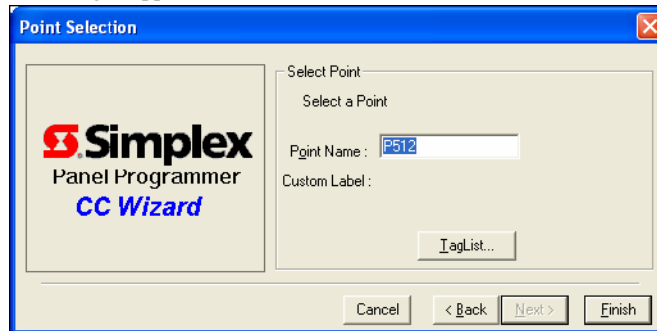 Point Selection
Select Point
Select a Point
Simplex
Panel Programmer
CC Wizard
Point Name : P512
Custom Label :
TagList...
Cancel
< Back
Next >
Finish